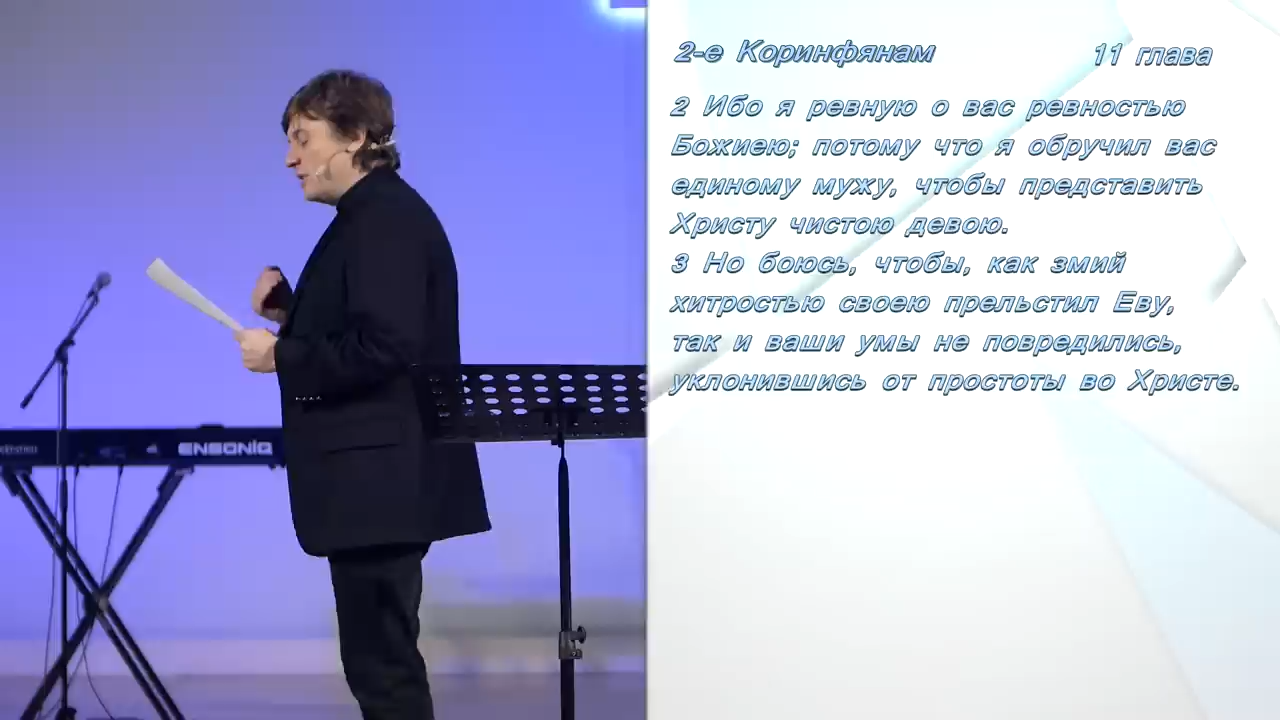 2-е Коринфянам 11 глава
2 Ибо я ревную о вас ревностью
Божиею; потому что я обручил вас
единому мужу, чтобы представить
Христу чистою девою.
3 Но боюсь, чтобы, как змий
хитростью своею прельстил Еву,
так и ваши умы не повредились,
уклонившись от простоты во Христе.
ensoniq